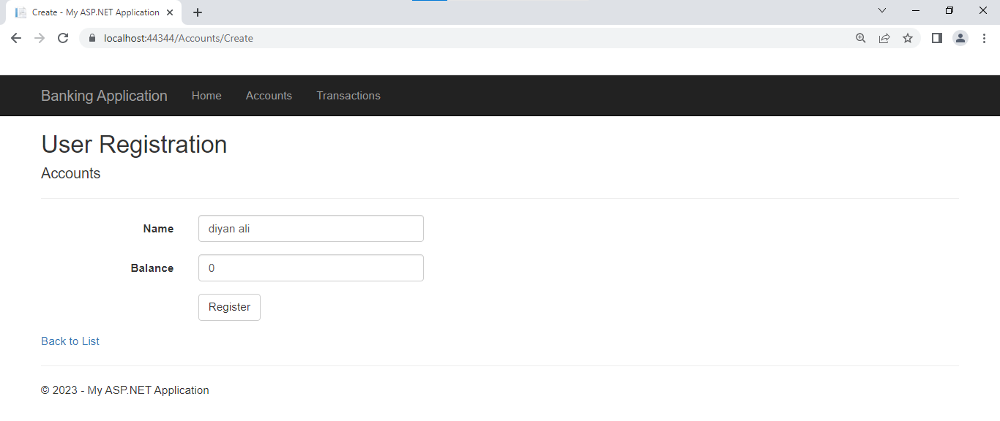 Create - My ASP.NET Application
localhost:44344/Accounts/Create
Banking Application Home Accounts Transactions
User Registration
Accounts
Name diyan ali
Balance 0
Register
Back to List
© 2023 - My ASP.NET Application